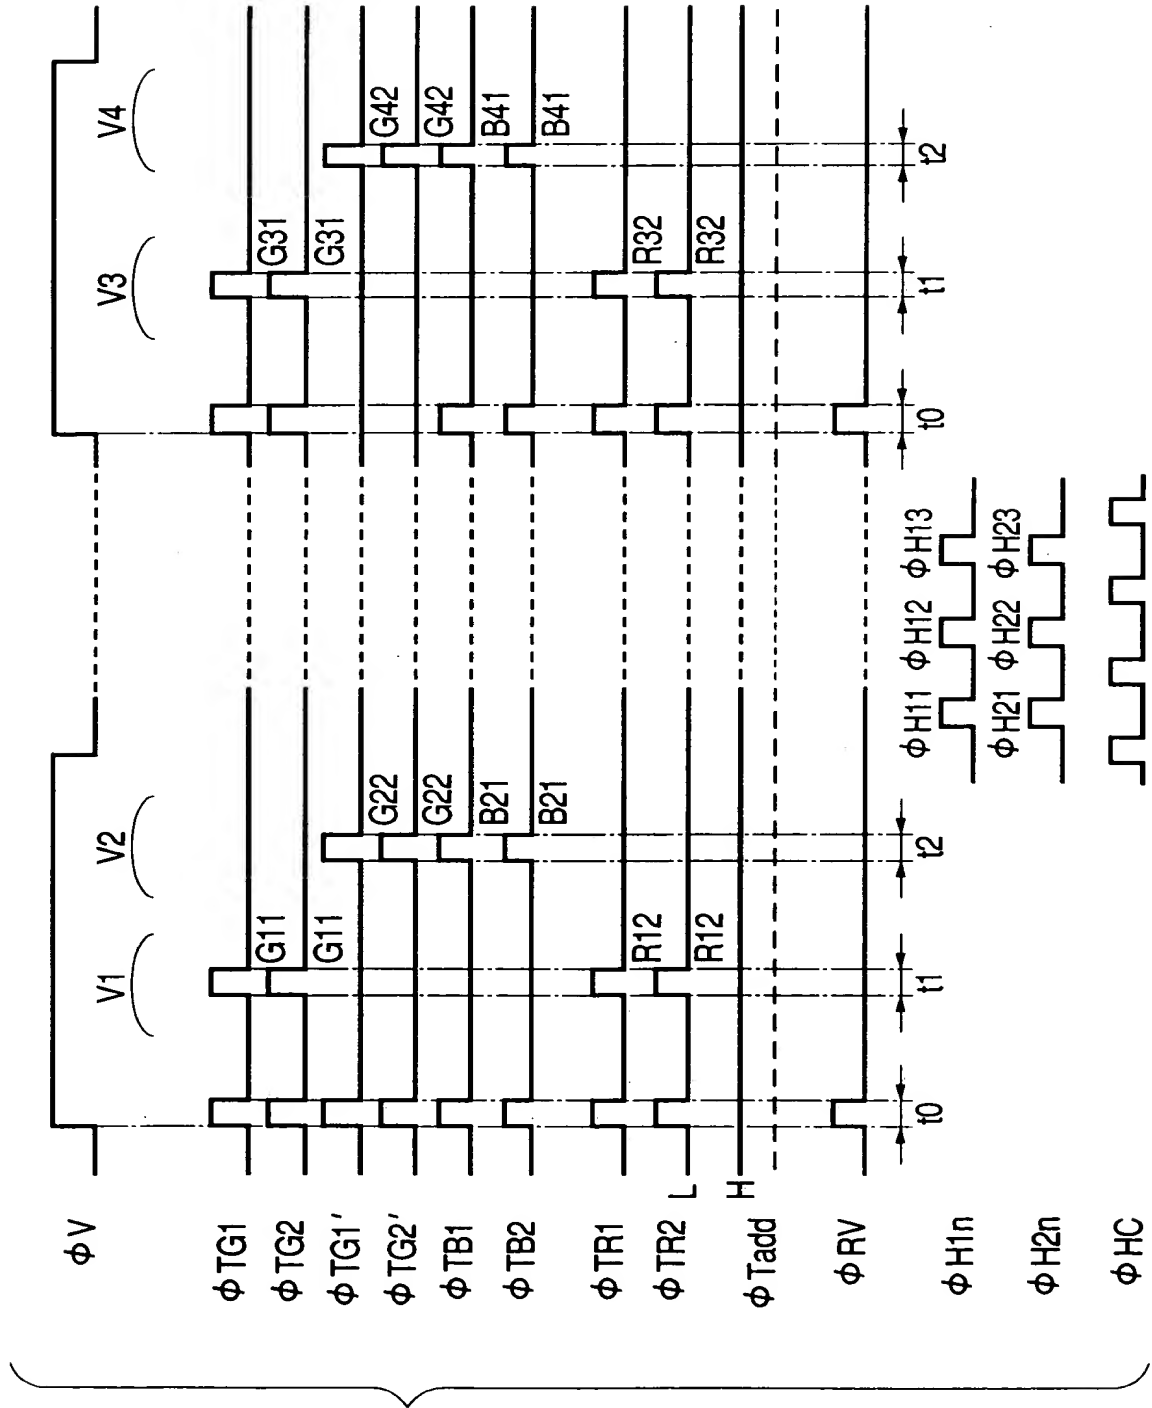 φV
V1 V2 V3 V4
φTG1 G11 G31
φTG2 G11 G31
φTG1' G22 G42
φTG2' G22 G42
φTB1 B21 B41
φTB2 B21 B41
φTR1 R12 R32
φTR2 R12 R32
L
H
φTadd
φRV
t0 t1 t2 t0 t1 t2
φH11 φH12 φH13
φH1n
φH21 φH22 φH23
φH2n
φHC